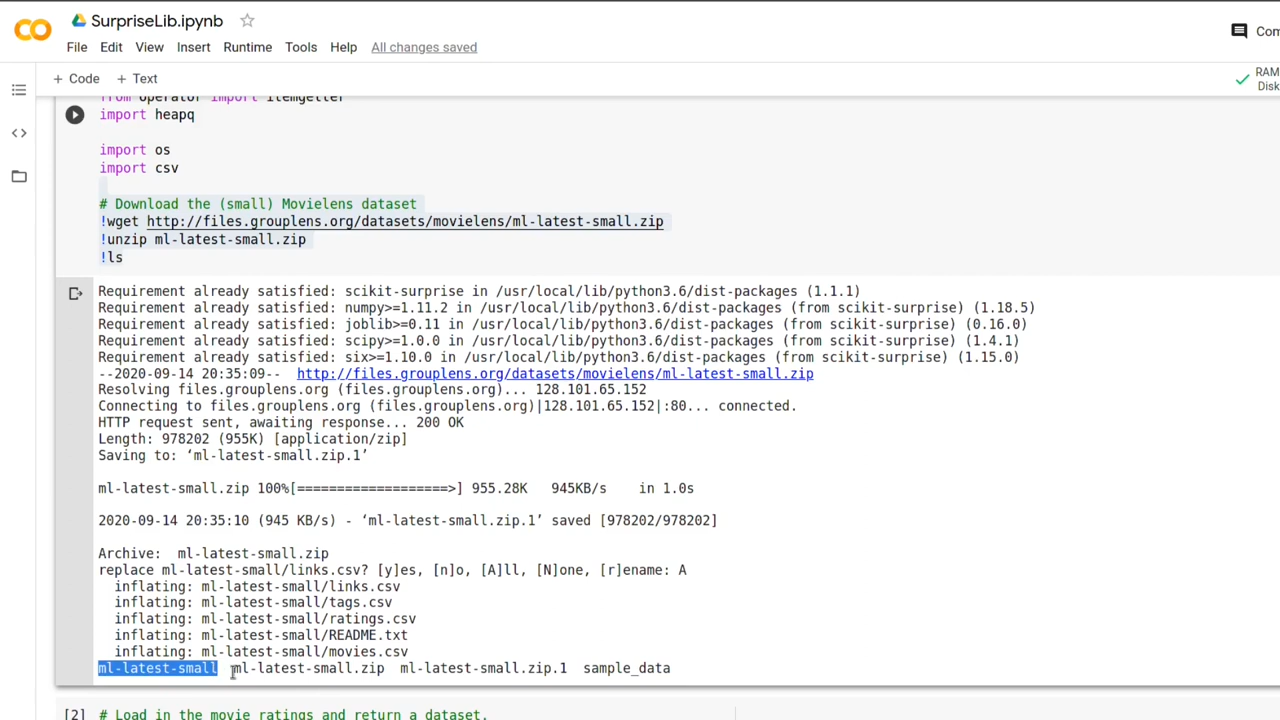 SurpriseLib.ipynb
File Edit View Insert Runtime Tools Help All changes saved
Com
+ Code + Text
RAM
Disk
from operator import itemgetter
import heapq
import os
import csv
# Download the (small) Movielens dataset
!wget http://files.grouplens.org/datasets/movielens/ml-latest-small.zip
!unzip ml-latest-small.zip
!ls
Requirement already satisfied: scikit-surprise in /usr/local/lib/python3.6/dist-packages (1.1.1)
Requirement already satisfied: numpy>=1.11.2 in /usr/local/lib/python3.6/dist-packages (from scikit-surprise) (1.18.5)
Requirement already satisfied: joblib>=0.11 in /usr/local/lib/python3.6/dist-packages (from scikit-surprise) (0.16.0)
Requirement already satisfied: scipy>=1.0.0 in /usr/local/lib/python3.6/dist-packages (from scikit-surprise) (1.4.1)
Requirement already satisfied: six>=1.10.0 in /usr/local/lib/python3.6/dist-packages (from scikit-surprise) (1.15.0)
--2020-09-14 20:35:09-- http://files.grouplens.org/datasets/movielens/ml-latest-small.zip
Resolving files.grouplens.org (files.grouplens.org)... 128.101.65.152
Connecting to files.grouplens.org (files.grouplens.org)|128.101.65.152|:80... connected.
HTTP request sent, awaiting response... 200 OK
Length: 978202 (955K) [application/zip]
Saving to: ‘ml-latest-small.zip.1’
ml-latest-small.zip 100%[===================>] 955.28K 945KB/s in 1.0s
2020-09-14 20:35:10 (945 KB/s) - ‘ml-latest-small.zip.1’ saved [978202/978202]
Archive: ml-latest-small.zip
replace ml-latest-small/links.csv? [y]es, [n]o, [A]ll, [N]one, [r]ename: A
inflating: ml-latest-small/links.csv
inflating: ml-latest-small/tags.csv
inflating: ml-latest-small/ratings.csv
inflating: ml-latest-small/README.txt
inflating: ml-latest-small/movies.csv
ml-latest-small ml-latest-small.zip ml-latest-small.zip.1 sample_data
[2] # Load in the movie ratings and return a dataset.